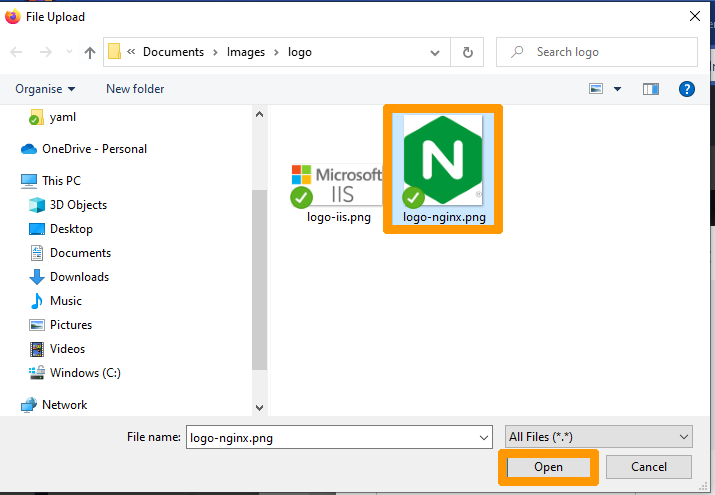 File Upload
« Documents > Images > logo
Search logo
Organise
New folder
yaml
OneDrive - Personal
This PC
3D Objects
Desktop
Documents
Downloads
Music
Pictures
Videos
Windows (C:)
Network
Microsoft
IIS
logo-iis.png
N
®
logo-nginx.png
File name:
logo-nginx.png
All Files (*.*)
Open
Cancel